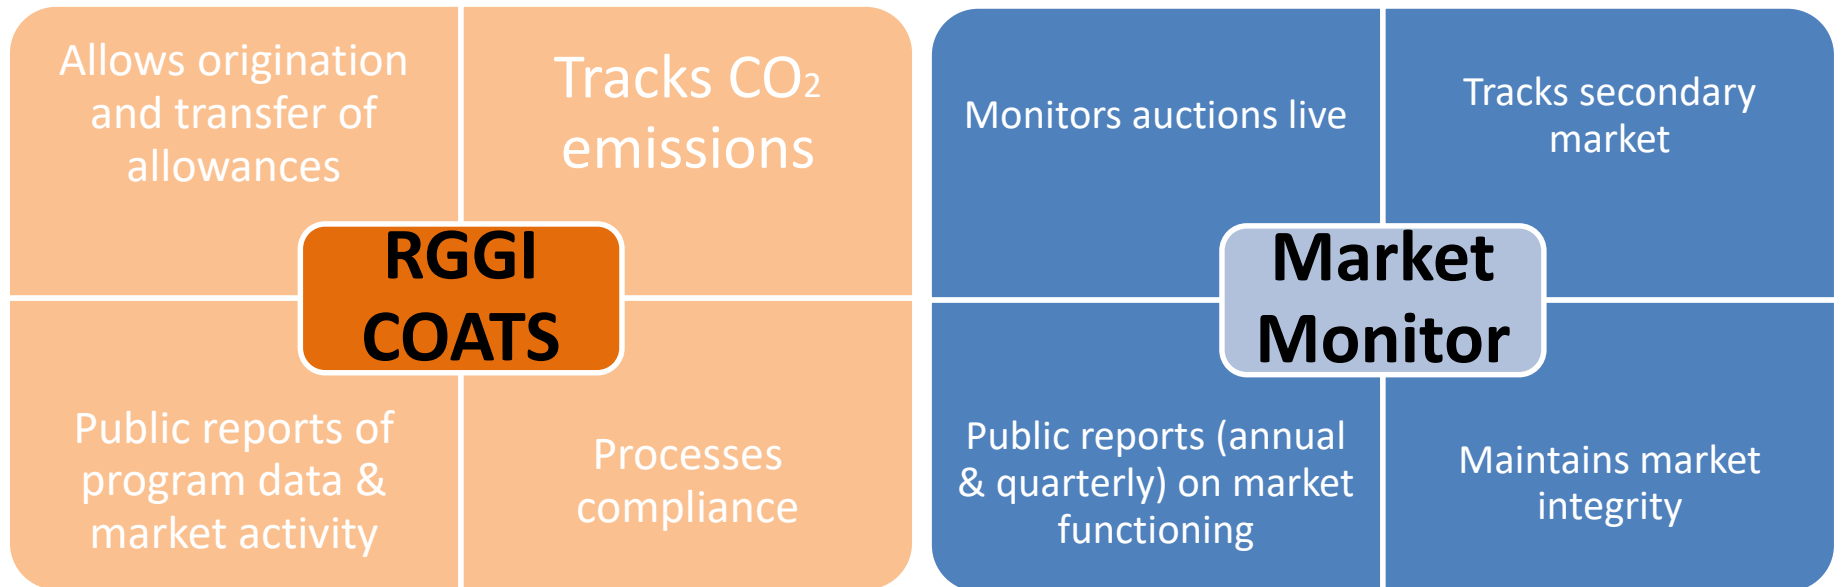 Allows origination
and transfer of
allowances
Tracks CO₂
emissions
RGGI
COATS
Public reports of
program data &
market activity
Processes
compliance
Monitors auctions live
Tracks secondary
market
Market
Monitor
Public reports (annual
& quarterly) on market
functioning
Maintains market
integrity